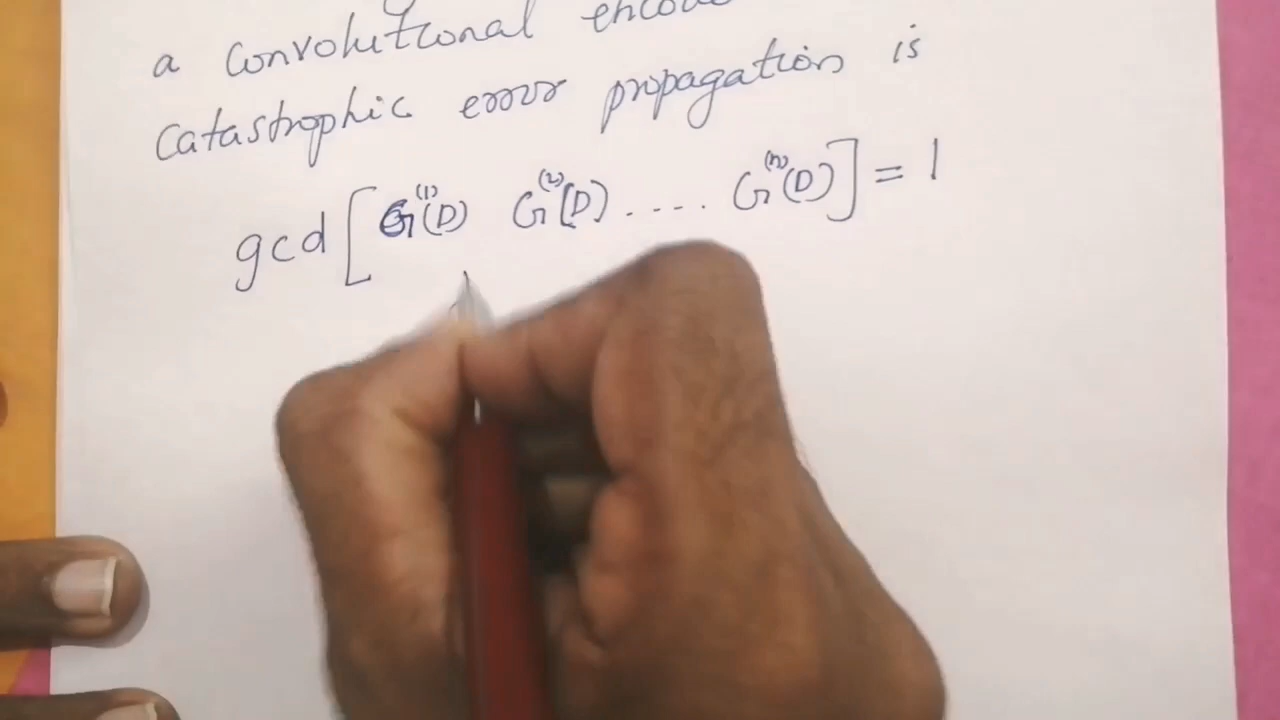 a convolutional
Catastrophic error propagation is
gcd [ G⁽¹⁾(D) G⁽²⁾(D) .... G⁽ⁿ⁾(D) ] = 1